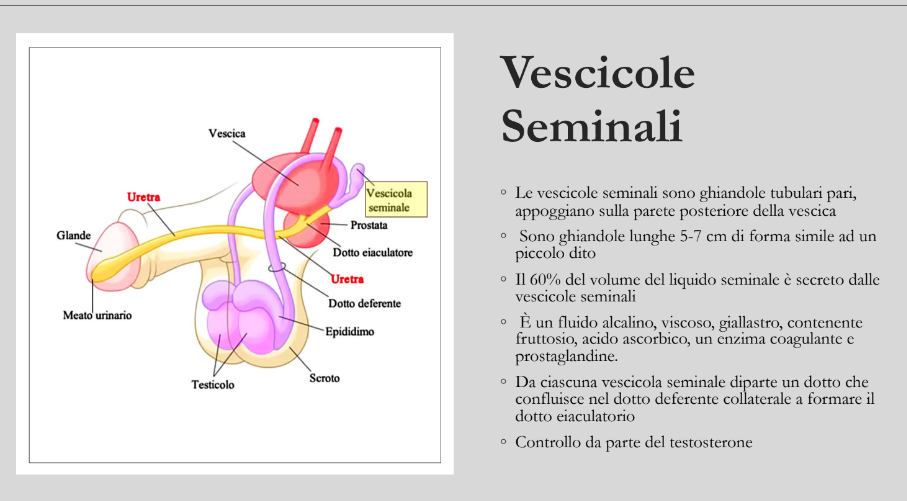 Vescica
Uretra
Vescicola
seminale
Prostata
Glande
Dotto eiaculatore
Uretra
Dotto deferente
Meato urinario
Epididimo
Scroto
Testicolo
Vescicole
Seminali
◦ Le vescicole seminali sono ghiandole tubulari pari,
appoggiano sulla parete posteriore della vescica
◦ Sono ghiandole lunghe 5-7 cm di forma simile ad un
piccolo dito
◦ Il 60% del volume del liquido seminale è secreto dalle
vescicole seminali
◦ È un fluido alcalino, viscoso, giallastro, contenente
fruttosio, acido ascorbico, un enzima coagulante e
prostaglandine.
◦ Da ciascuna vescicola seminale diparte un dotto che
confluisce nel dotto deferente collaterale a formare il
dotto eiaculatorio
◦ Controllo da parte del testosterone